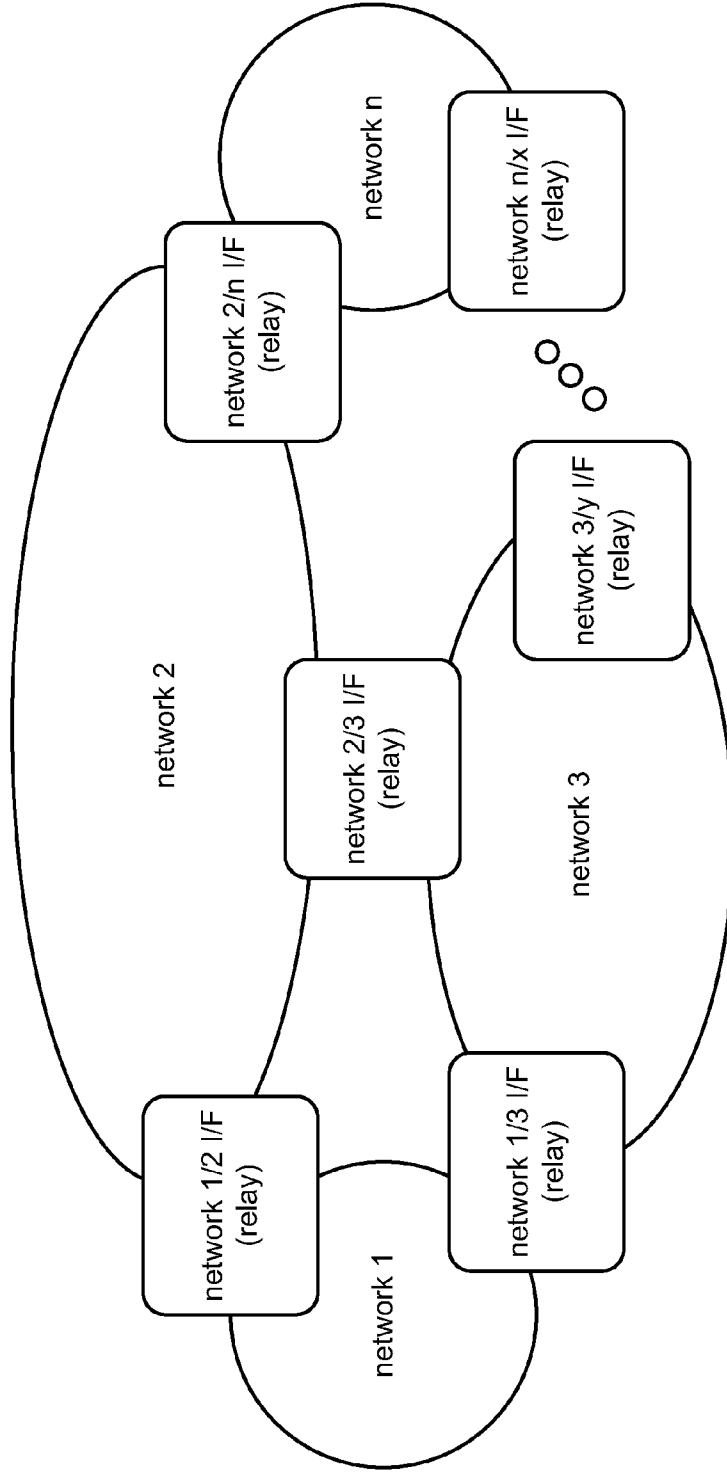 network 2
network 1/2 I/F
(relay)
network 2/n I/F
(relay)
network 2/3 I/F
(relay)
network 1
network n
network 1/3 I/F
(relay)
network n/x I/F
(relay)
network 3/y I/F
(relay)
network 3